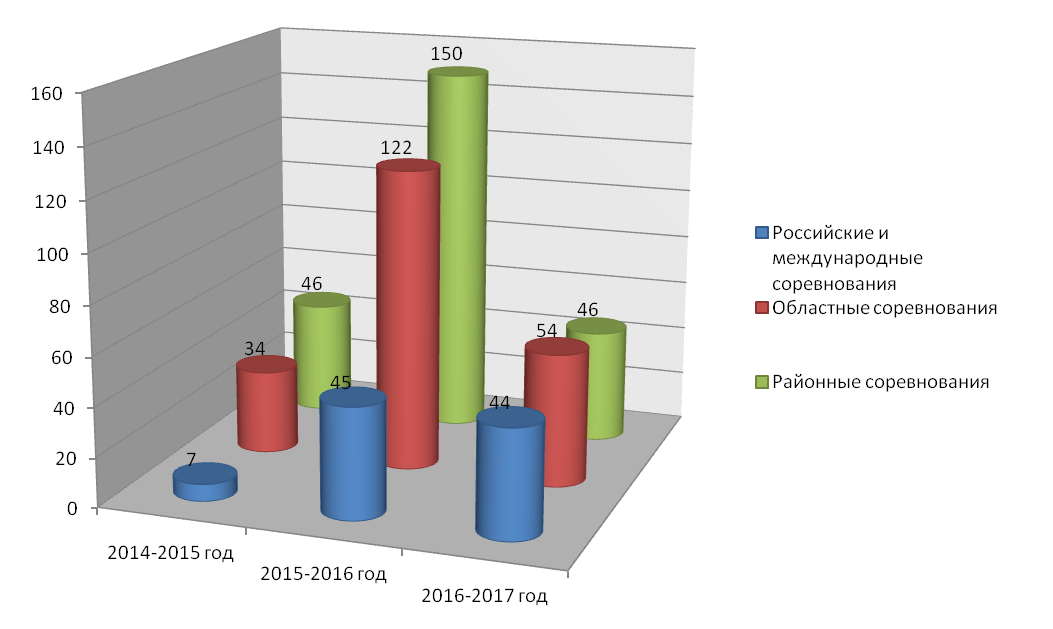 160
140
120
100
80
60
40
20
0
150
122
46
34
7
45
46
54
44
2014-2015 год
2015-2016 год
2016-2017 год
Российские и
международные
соревнования
Областные соревнования
Районные соревнования